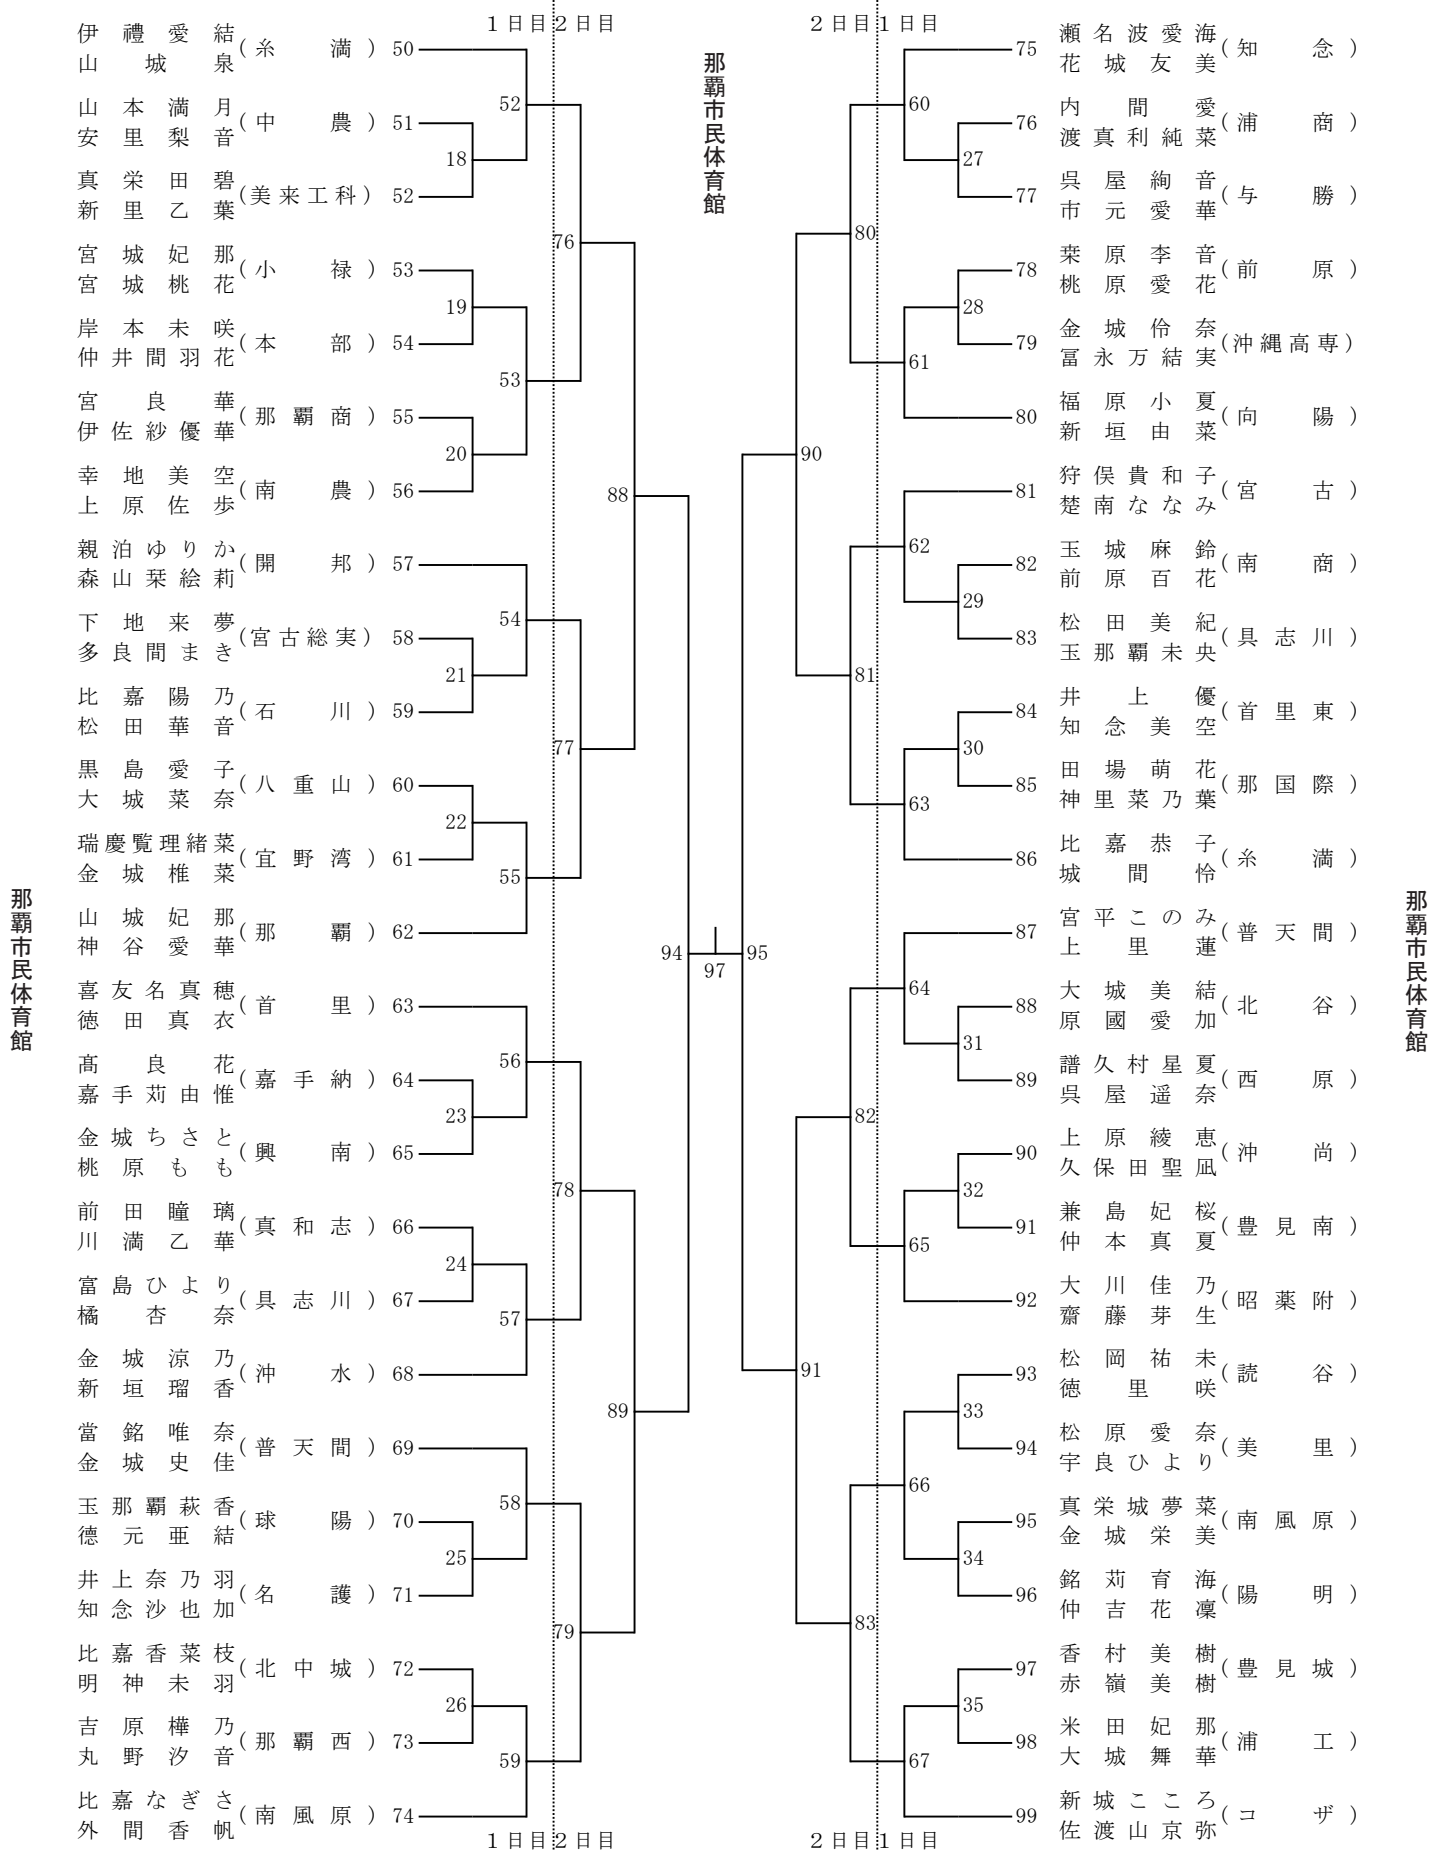 1日目 2日目
伊禮愛結
山城泉
(糸満) 50
山本満月
安里梨音
(中農) 51
真栄田碧
新里乙葉
(美来工科) 52
宮城妃那
宮城桃花
(小禄) 53
岸本未咲
仲井間羽花
(本部) 54
宮良華
伊佐紗優華
(那覇商) 55
幸地美空
上原佐歩
(南農) 56
親泊ゆりか
森山栞絵莉
(開邦) 57
下地来夢
多良間まき
(宮古総実) 58
比嘉陽乃
松田華音
(石川) 59
黒島愛子
大城菜奈
(八重山) 60
瑞慶覧理緒菜
金城椎菜
(宜野湾) 61
山城妃那
神谷愛華
(那覇) 62
喜友名真穂
徳田真衣
(首里) 63
髙良花
嘉手苅由惟
(嘉手納) 64
金城ちさと
桃原もも
(興南) 65
前田瞳璃
川満乙華
(真和志) 66
富島ひより
橘杏奈
(具志川) 67
金城涼乃
新垣瑠香
(沖水) 68
當銘唯奈
金城史佳
(普天間) 69
玉那覇萩香
德元亜結
(球陽) 70
井上奈乃羽
知念沙也加
(名護) 71
比嘉香菜枝
明神未羽
(北中城) 72
吉原樺乃
丸野汐音
(那覇西) 73
比嘉なぎさ
外間香帆
(南風原) 74
1日目 2日目
那覇市民体育館
18
19
20
21
22
23
24
25
26
52
53
54
55
56
57
58
59
76
77
78
79
88
89
94
97
95
那覇市民体育館
2日目 1日目
90
91
80
81
82
83
60
61
62
63
64
65
66
67
27
28
29
30
31
32
33
34
35
75 瀬名波愛海
花城友美
(知念)
76 内間愛
渡真利純菜
(浦商)
77 呉屋絢音
市元愛華
(与勝)
78 栗原李音
桃原愛花
(前原)
79 金城伶奈
冨永万結実
(沖縄高専)
80 福原小夏
新垣由菜
(向陽)
81 狩俣貴和子
楚南ななみ
(宮古)
82 玉城麻鈴
前原百花
(南商)
83 松田美紀
玉那覇未央
(具志川)
84 井上優
知念美空
(首里東)
85 田場萌花
神里菜乃葉
(那国際)
86 比嘉恭子
城間怜
(糸満)
87 宮平このみ
上里蓮
(普天間)
88 大城美結
原國愛加
(北谷)
89 譜久村星夏
呉屋遥奈
(西原)
90 上原綾恵
久保田聖凪
(沖尚)
91 兼島妃桜
仲本真夏
(豊見南)
92 大川佳乃
齋藤芽生
(昭薬附)
93 松岡祐未
徳里咲
(読谷)
94 松原愛奈
宇良ひより
(美里)
95 真栄城夢菜
金城栄美
(南風原)
96 銘苅育海
仲吉花凜
(陽明)
97 香村美樹
赤嶺美樹
(豊見城)
98 米田妃那
大城舞華
(浦工)
99 新城こころ
佐渡山京弥
(コザ)
2日目 1日目
那覇市民体育館